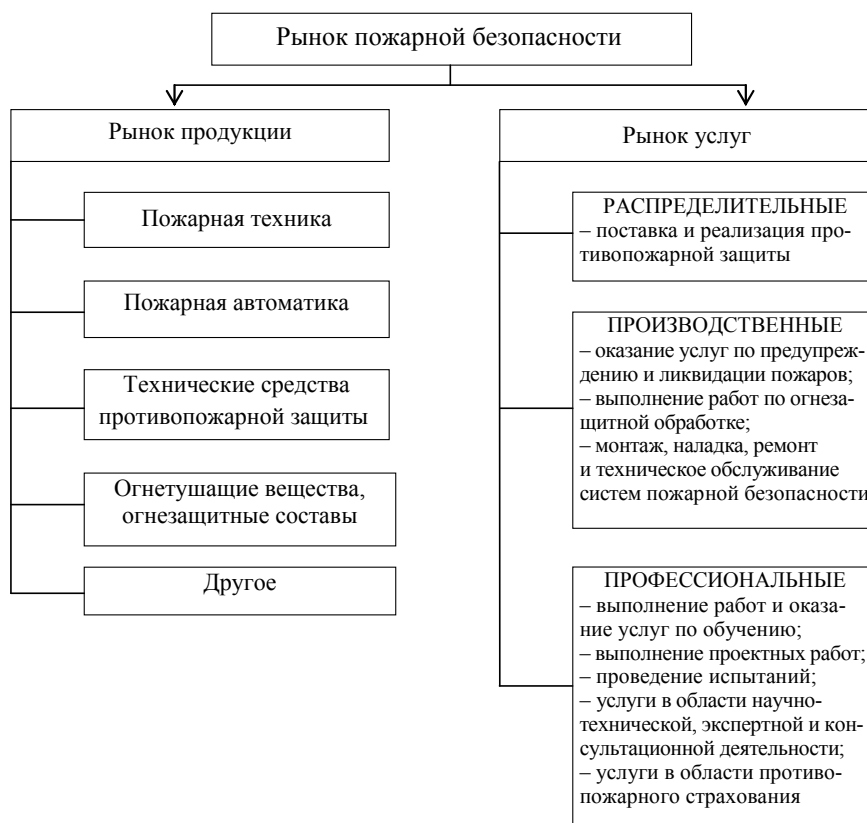 Рынок пожарной безопасности
Рынок продукции
Пожарная техника
Пожарная автоматика
Технические средства
противопожарной защиты
Огнетушащие вещества,
огнезащитные составы
Другое
Рынок услуг
РАСПРЕДЕЛИТЕЛЬНЫЕ
– поставка и реализация про-
тивопожарной защиты
ПРОИЗВОДСТВЕННЫЕ
– оказание услуг по предупреж-
дению и ликвидации пожаров;
– выполнение работ по огнеза-
щитной обработке;
– монтаж, наладка, ремонт
и техническое обслуживание
систем пожарной безопасности
ПРОФЕССИОНАЛЬНЫЕ
– выполнение работ и оказа-
ние услуг по обучению;
– выполнение проектных работ;
– проведение испытаний;
– услуги в области научно-
технической, экспертной и кон-
сультационной деятельности;
– услуги в области противо-
пожарного страхования